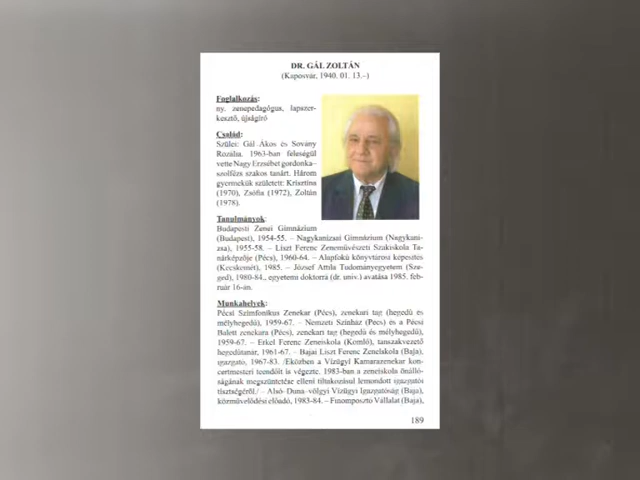 DR. GÁL ZOLTÁN
(Kaposvár, 1940. 01. 13.–)
Foglalkozás:
ny. zenepedagógus, lapszer-
kesztő, újságíró
Család:
Szülei: Gál Ákos és Sovány
Rozália. 1963-ban feleségül
vette Nagy Erzsébet gordonka–
szolfézs szakos tanárt. Három
gyermekük született: Krisztina
(1970), Zsófia (1972), Zoltán
(1978).
Tanulmányok:
Budapesti Zenei Gimnázium
(Budapest), 1954-55. – Nagykanizsai Gimnázium (Nagykani-
zsa), 1955-58. – Liszt Ferenc Zeneművészeti Szakiskola Ta-
nárképzője (Pécs), 1960-64. – Alapfokú könyvtárosi képesítés
(Kecskemét), 1985. – József Attila Tudományegyetem (Sze-
ged), 1980-84., egyetemi doktorrá (dr. univ.) avatása 1985. feb-
ruár 16-án.
Munkahelyek:
Pécsi Szimfonikus Zenekar (Pécs), zenekari tag (hegedű és
mélyhegedű), 1959-67. – Nemzeti Színház (Pécs) és a Pécsi
Balett zenekara (Pécs), zenekari tag (hegedű és mélyhegedű),
1959-67. – Erkel Ferenc Zeneiskola (Komló), tanszakvezető
hegedűtanár, 1961-67. – Bajai Liszt Ferenc Zeneiskola (Baja),
igazgató, 1967-83. /Eközben a Vízügyi Kamarazenekar kon-
certmesteri teendőit is végezte. 1983-ban a zeneiskola önálló-
ságának megszüntetése elleni tiltakozásul lemondott igazgatói
tisztségéről./ – Alsó-Duna-völgyi Vízügyi Igazgatóság (Baja),
közművelődési előadó, 1983-84. – Finomposztó Vállalat (Baja),
189